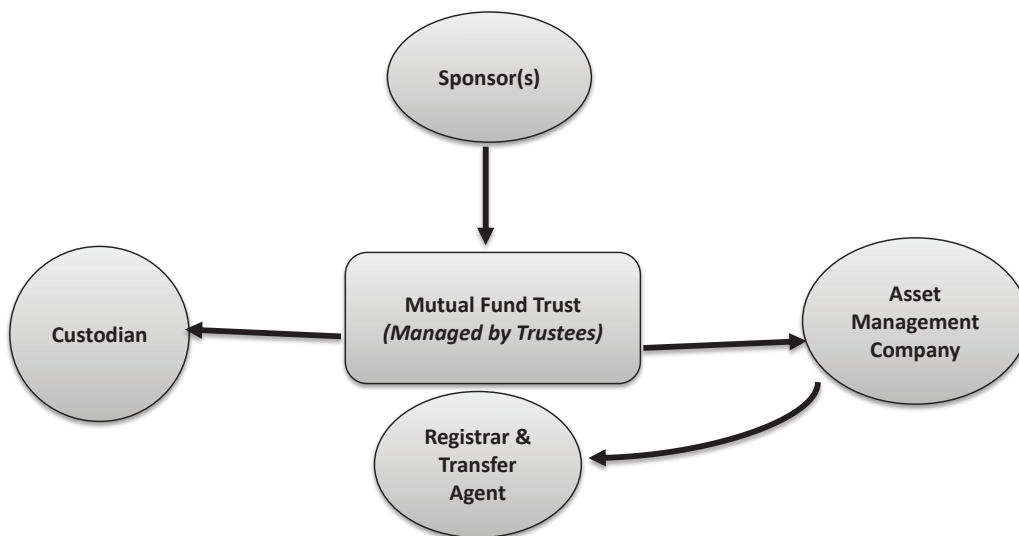 Sponsor(s)
Mutual Fund Trust
(Managed by Trustees)
Custodian
Asset
Management
Company
Registrar &
Transfer
Agent